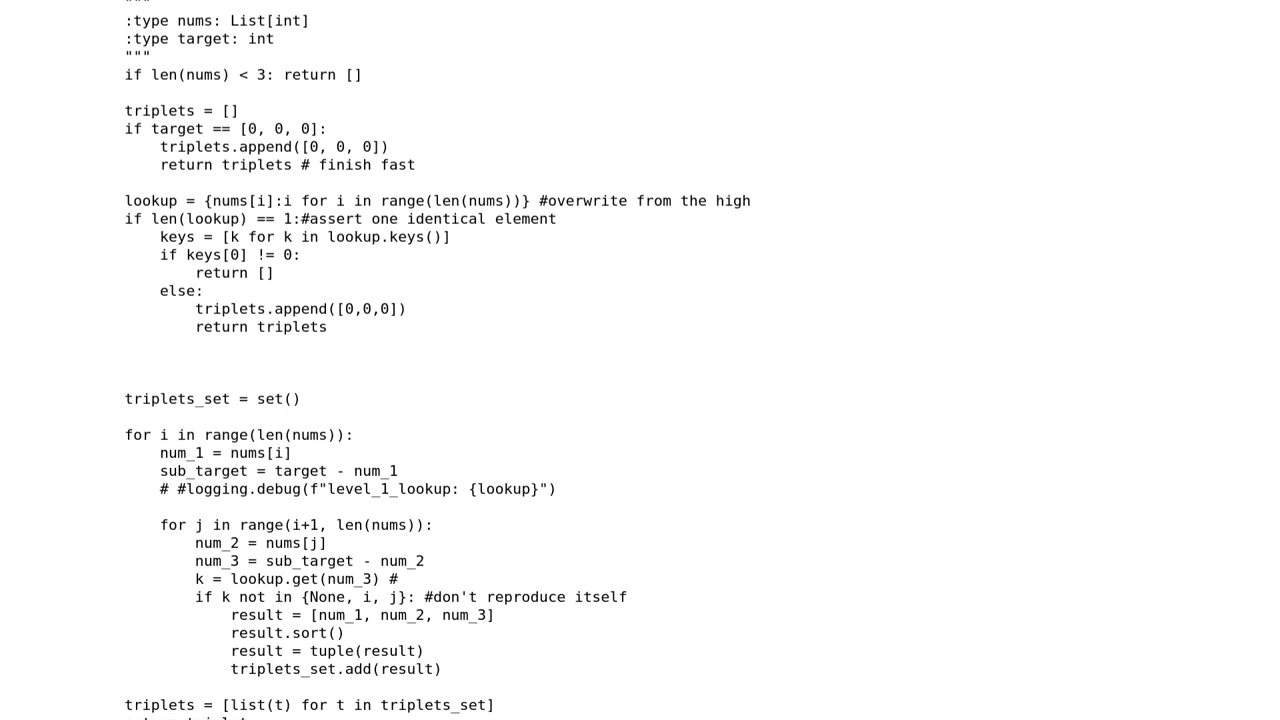 """
:type nums: List[int]
:type target: int
"""
if len(nums) < 3: return []
triplets = []
if target == [0, 0, 0]:
triplets.append([0, 0, 0])
return triplets # finish fast
lookup = {nums[i]:i for i in range(len(nums))} #overwrite from the high
if len(lookup) == 1:#assert one identical element
keys = [k for k in lookup.keys()]
if keys[0] != 0:
return []
else:
triplets.append([0,0,0])
return triplets
triplets_set = set()
for i in range(len(nums)):
num_1 = nums[i]
sub_target = target - num_1
# #logging.debug(f"level_1_lookup: {lookup}")
for j in range(i+1, len(nums)):
num_2 = nums[j]
num_3 = sub_target - num_2
k = lookup.get(num_3) #
if k not in {None, i, j}: #don't reproduce itself
result = [num_1, num_2, num_3]
result.sort()
result = tuple(result)
triplets_set.add(result)
triplets = [list(t) for t in triplets_set]